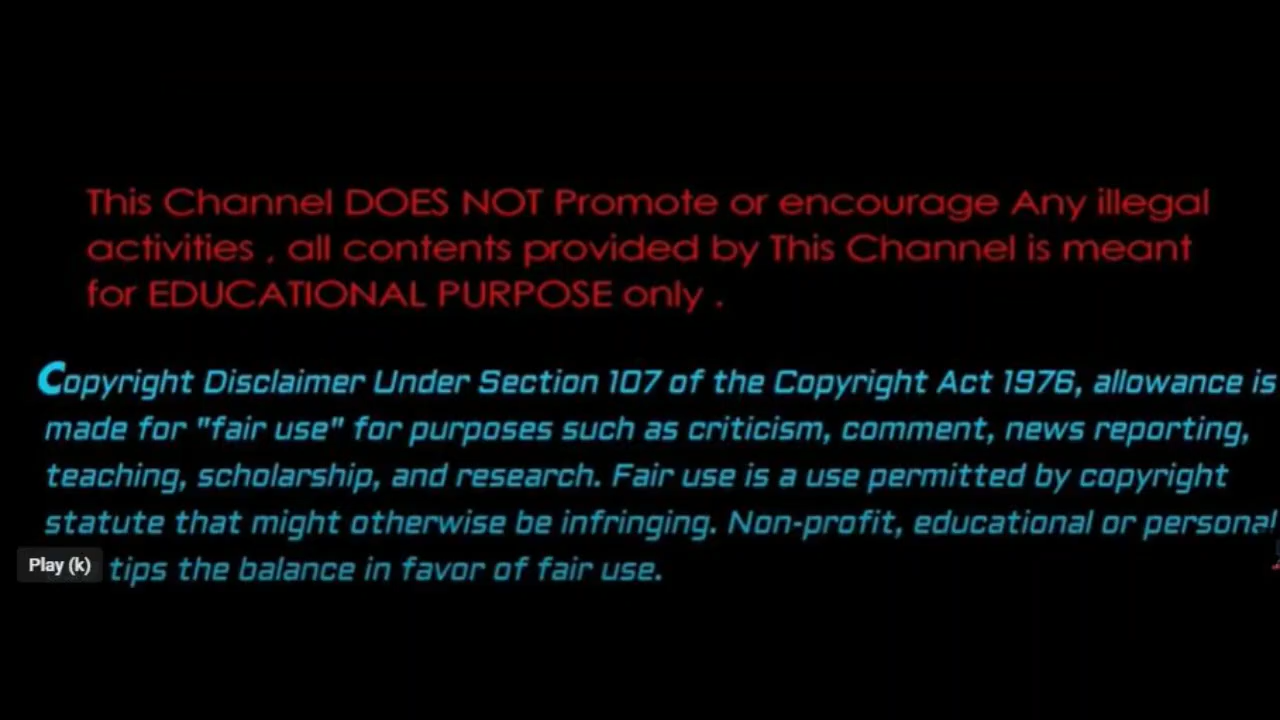 This Channel DOES NOT Promote or encourage Any illegal
activities , all contents provided by This Channel is meant
for EDUCATIONAL PURPOSE only .
Copyright Disclaimer Under Section 107 of the Copyright Act 1976, allowance is
made for "fair use" for purposes such as criticism, comment, news reporting,
teaching, scholarship, and research. Fair use is a use permitted by copyright
statute that might otherwise be infringing. Non-profit, educational or personal
Play (k) tips the balance in favor of fair use.